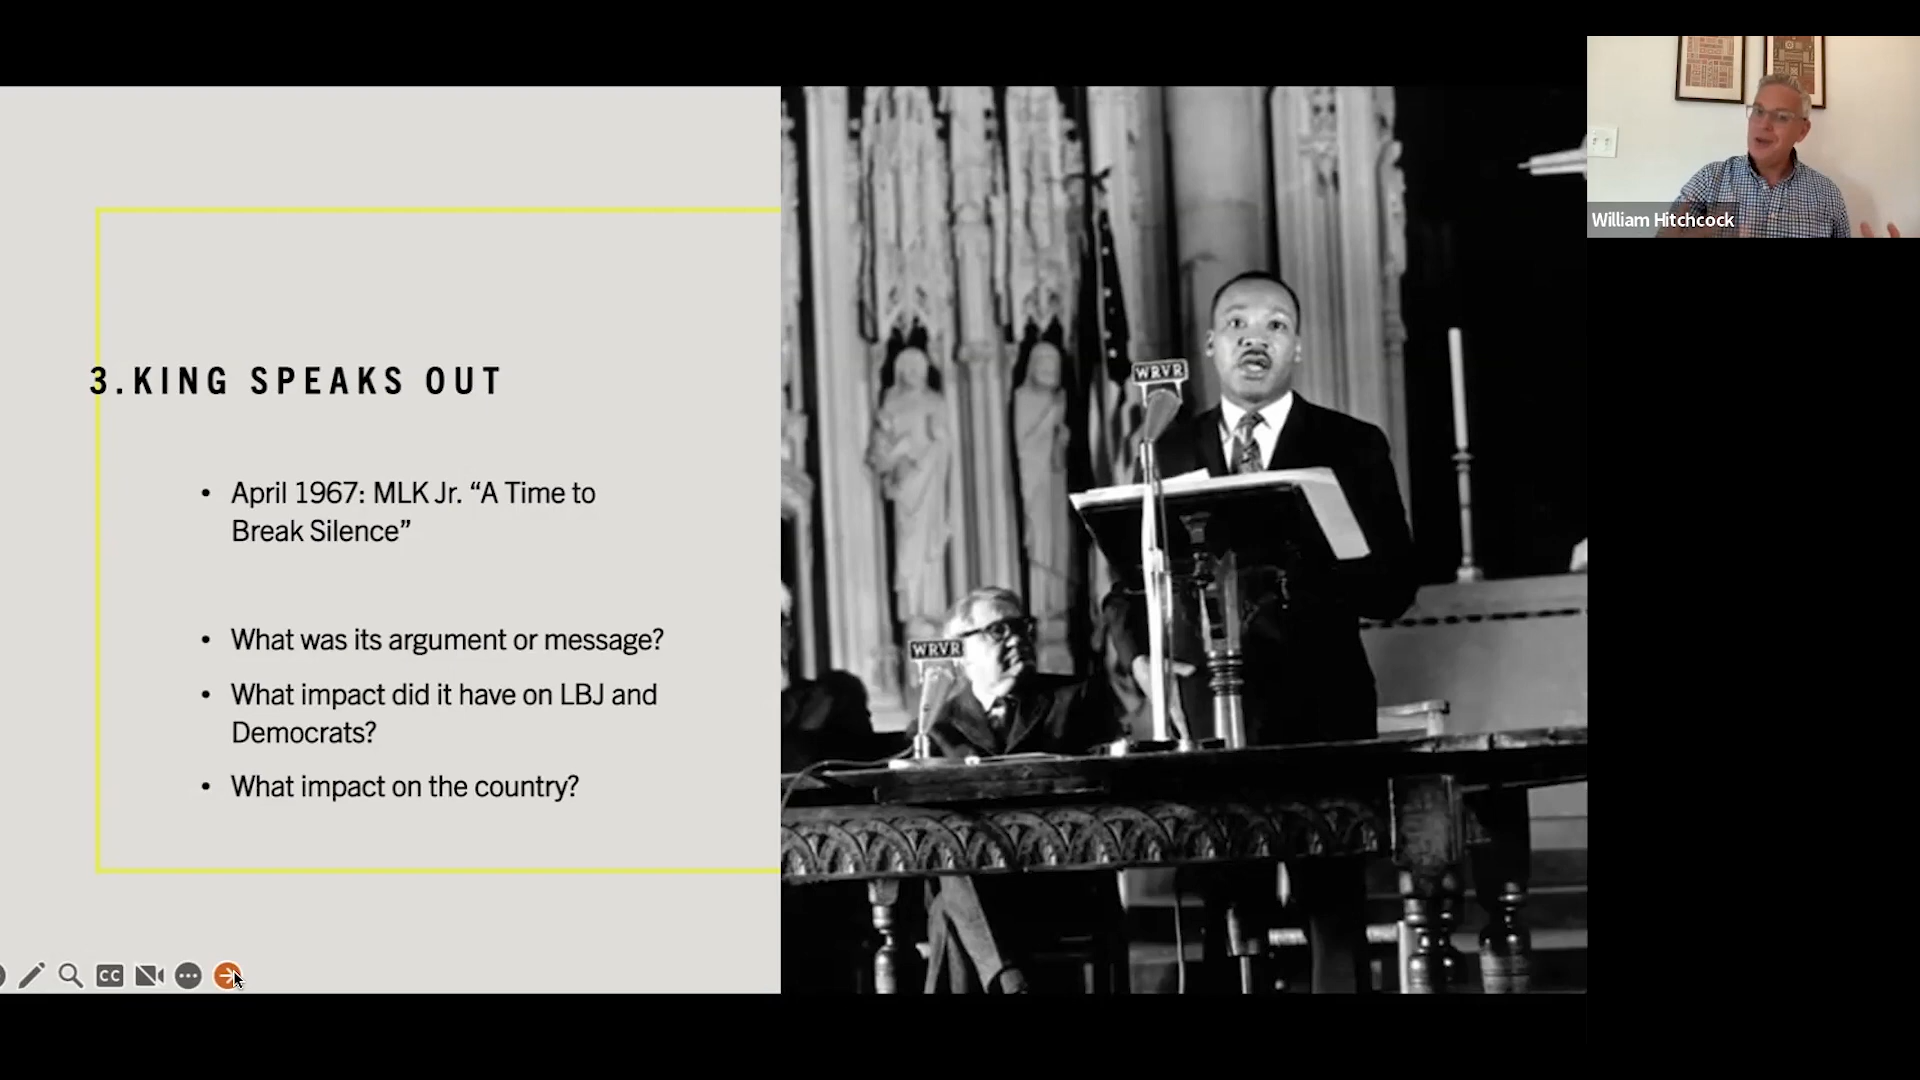 3.KING SPEAKS OUT
• April 1967: MLK Jr. “A Time to
Break Silence”
• What was its argument or message?
• What impact did it have on LBJ and
Democrats?
• What impact on the country?
CC
WRVR
WRVR
William Hitchcock